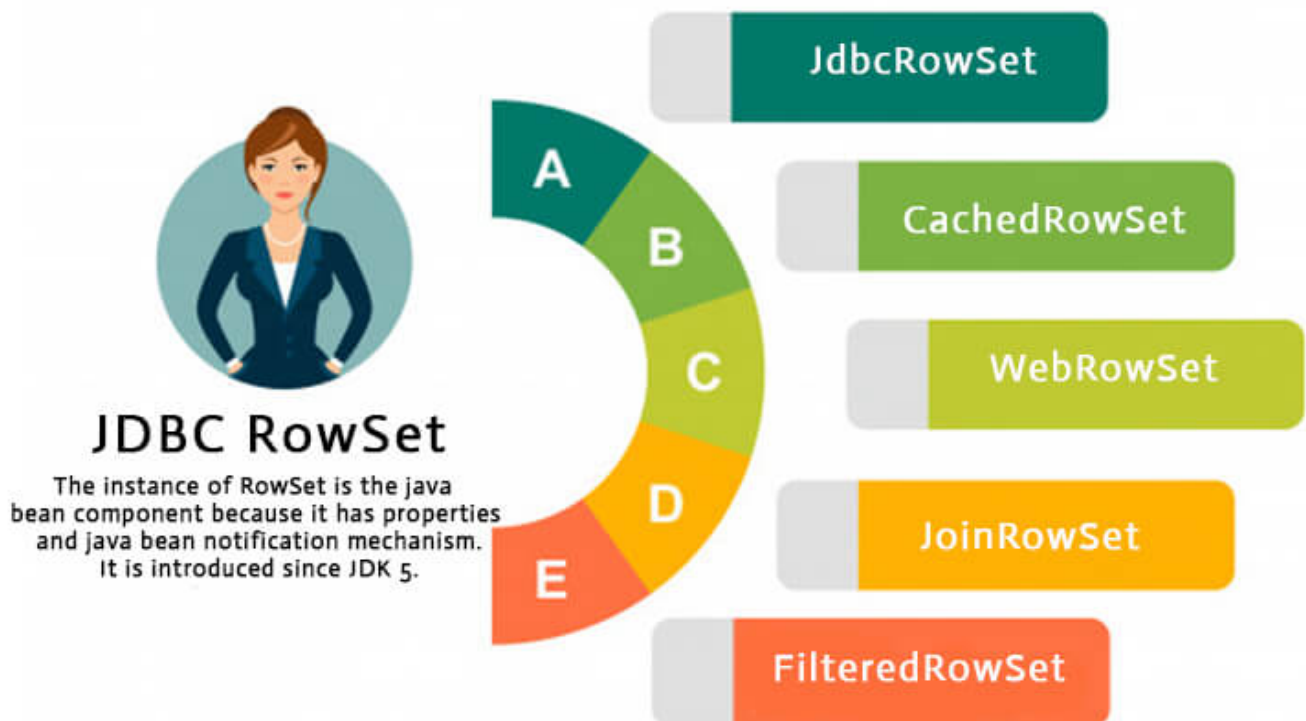 JDBC RowSet
The instance of RowSet is the java
bean component because it has properties
and java bean notification mechanism.
It is introduced since JDK 5.
A
JdbcRowSet
B
CachedRowSet
C
WebRowSet
D
JoinRowSet
E
FilteredRowSet